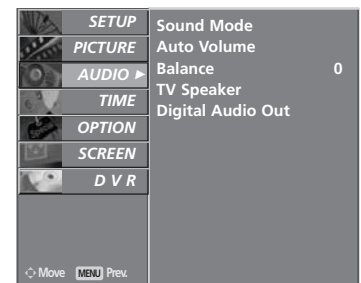 SETUP
PICTURE
AUDIO ►
TIME
OPTION
SCREEN
D V R
Sound Mode
Auto Volume
Balance 0
TV Speaker
Digital Audio Out
Move MENU Prev.